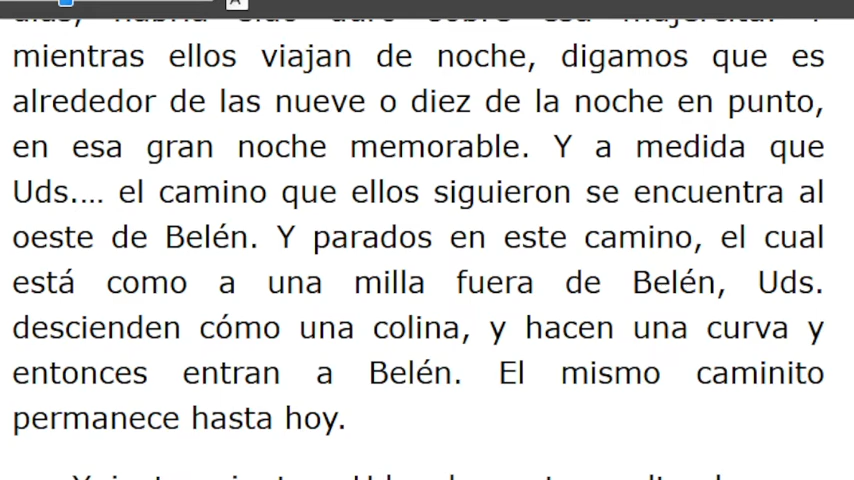 mientras ellos viajan de noche, digamos que es
alrededor de las nueve o diez de la noche en punto,
en esa gran noche memorable. Y a medida que
Uds.... el camino que ellos siguieron se encuentra al
oeste de Belén. Y parados en este camino, el cual
está como a una milla fuera de Belén, Uds.
descienden cómo una colina, y hacen una curva y
entonces entran a Belén. El mismo caminito
permanece hasta hoy.